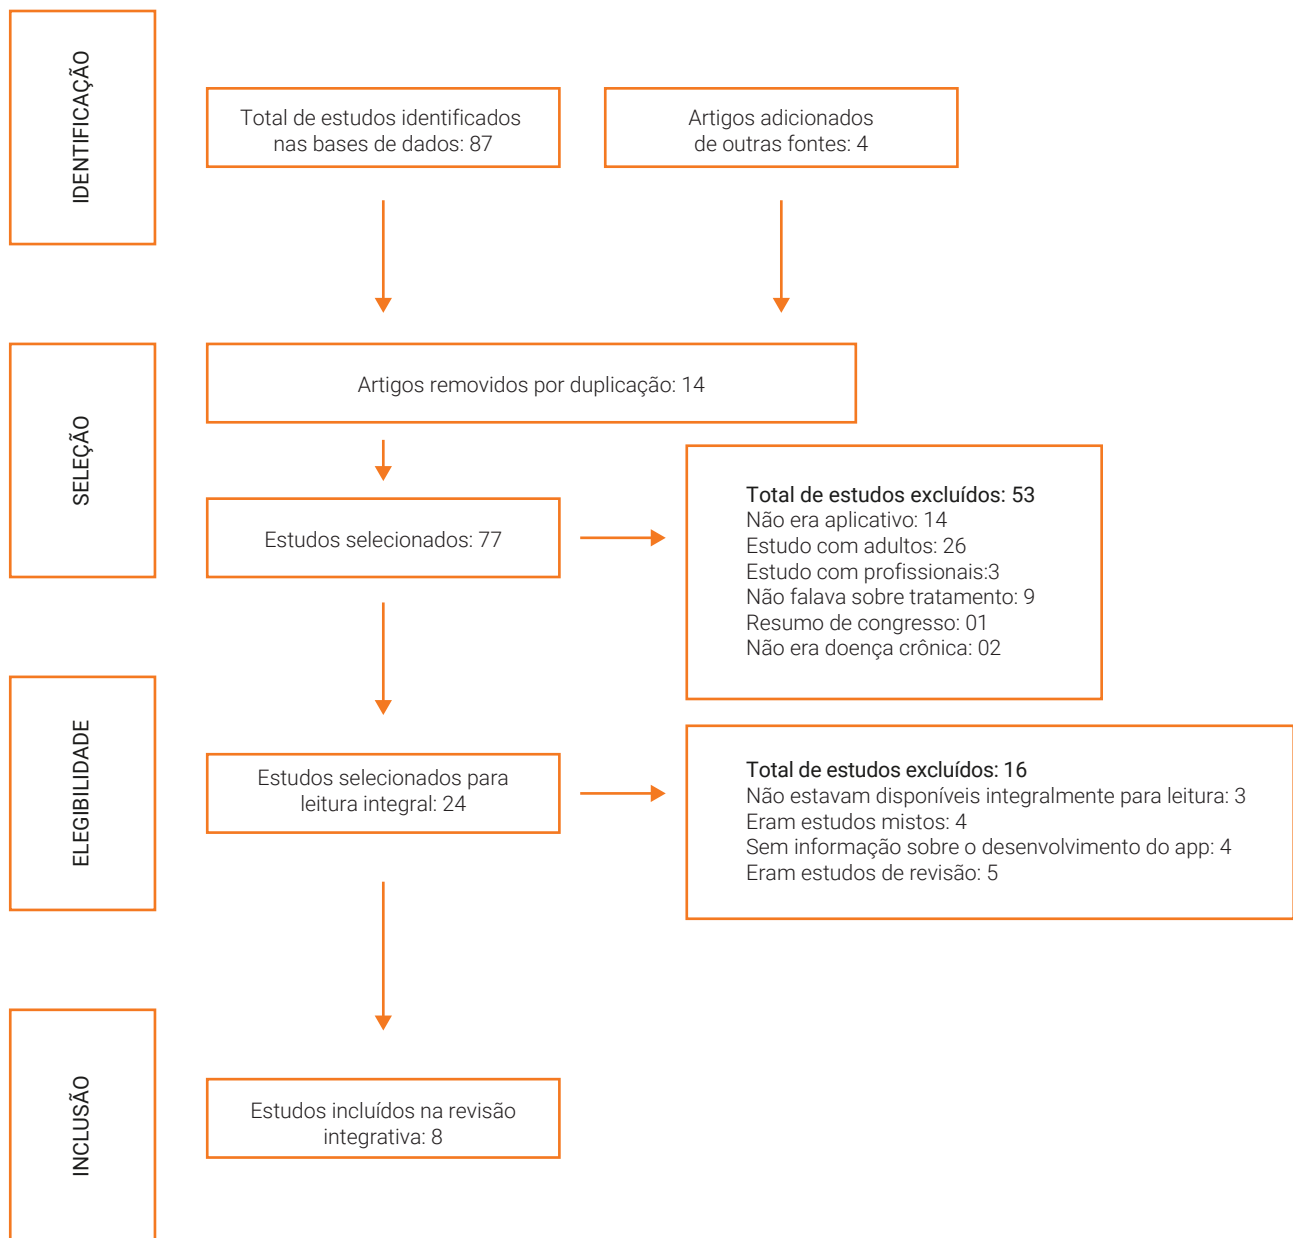 IDENTIFICAÇÃO
Total de estudos identificados
nas bases de dados: 87
Artigos adicionados
de outras fontes: 4
SELEÇÃO
Artigos removidos por duplicação: 14
Estudos selecionados: 77
Total de estudos excluídos: 53
Não era aplicativo: 14
Estudo com adultos: 26
Estudo com profissionais:3
Não falava sobre tratamento: 9
Resumo de congresso: 01
Não era doença crônica: 02
ELEGIBILIDADE
Estudos selecionados para
leitura integral: 24
Total de estudos excluídos: 16
Não estavam disponíveis integralmente para leitura: 3
Eram estudos mistos: 4
Sem informação sobre o desenvolvimento do app: 4
Eram estudos de revisão: 5
INCLUSÃO
Estudos incluídos na revisão
integrativa: 8